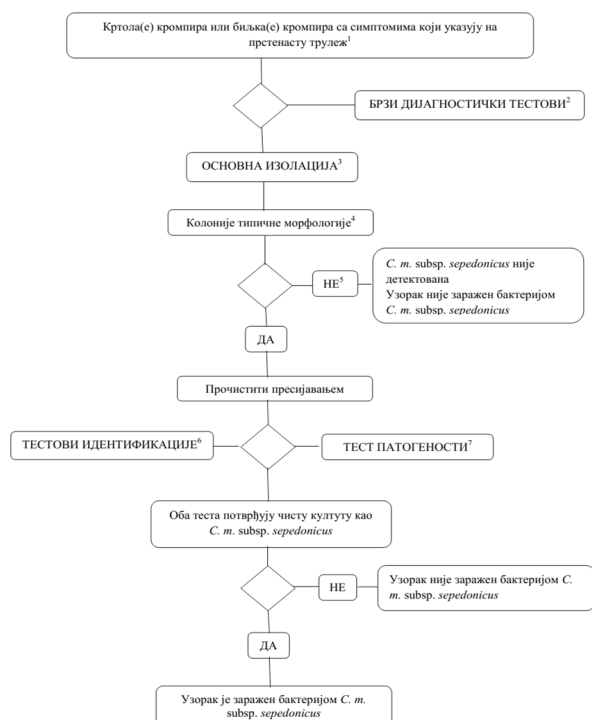 Кртола(е) кромпира или биљка(е) кромпира са симптомима који указују на
прстенасту трулеж¹
БРЗИ ДИЈАГНОСТИЧКИ ТЕСТОВИ²
ОСНОВНА ИЗОЛАЦИЈА³
Колоније типичне морфологије⁴
НЕ⁵
C. m. subsp. sepedonicus није
детектована
Узорак није заражен бактеријом
C. m. subsp. sepedonicus
ДА
Прочистити пресијавањем
ТЕСТОВИ ИДЕНТИФИКАЦИЈЕ⁶
ТЕСТ ПАТОГЕНОСТИ⁷
Оба теста потврђују чисту култуту као
C. m. subsp. sepedonicus
НЕ
Узорак није заражен бактеријом C.
m. subsp. sepedonicus
ДА
Узорак је заражен бактеријом C. m.
subsp. sepedonicus